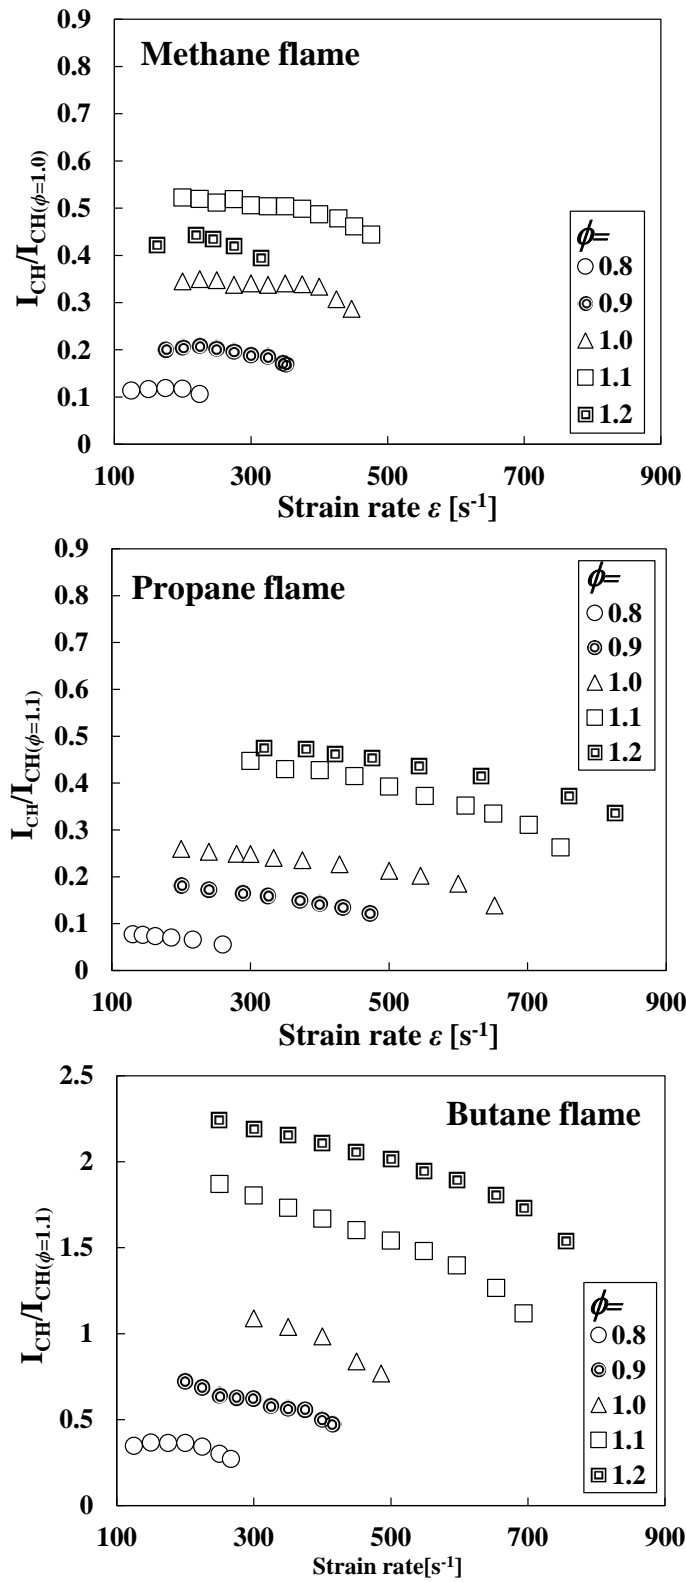 0.9
Methane flame
0.8
0.7
0.6
0.5
0.4
0.3
0.2
0.1
0
I_CH/I_CH(ϕ=1.0)
ϕ=
0.8
0.9
1.0
1.1
1.2
100 300 500 700 900
Strain rate ε [s⁻¹]
0.9
0.8
0.7
0.6
0.5
0.4
0.3
0.2
0.1
0
I_CH/I_CH(ϕ=1.1)
Propane flame
ϕ=
0.8
0.9
1.0
1.1
1.2
100 300 500 700 900
Strain rate ε [s⁻¹]
2.5
2
1.5
1
0.5
0
I_CH/I_CH(ϕ=1.1)
Butane flame
ϕ=
0.8
0.9
1.0
1.1
1.2
100 300 500 700 900
Strain rate[s⁻¹]